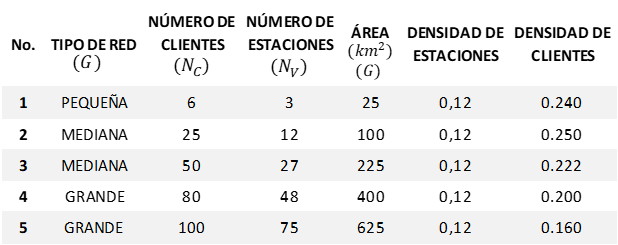 No. TIPO DE RED (G) NÚMERO DE CLIENTES (N_C) NÚMERO DE ESTACIONES (N_V) ÁREA (km²) (G) DENSIDAD DE ESTACIONES DENSIDAD DE CLIENTES
1 PEQUEÑA 6 3 25 0,12 0.240
2 MEDIANA 25 12 100 0,12 0.250
3 MEDIANA 50 27 225 0,12 0.222
4 GRANDE 80 48 400 0,12 0.200
5 GRANDE 100 75 625 0,12 0.160